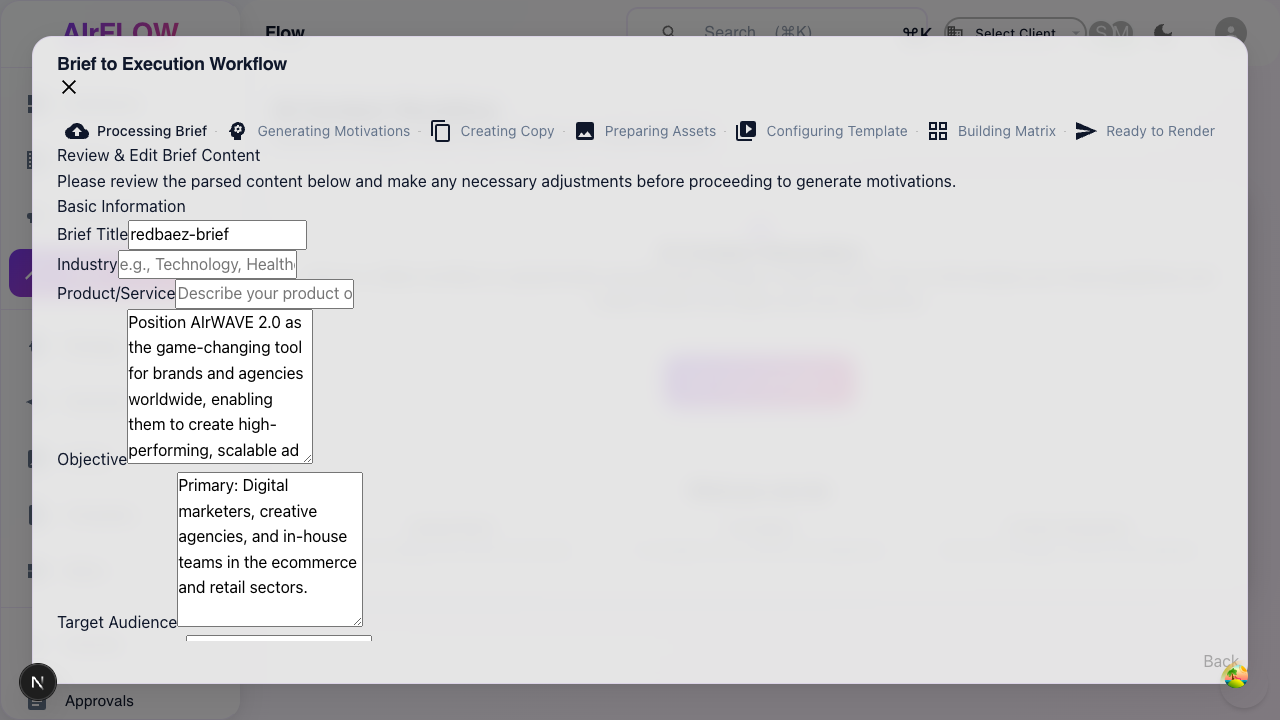 AIrFLOW
Flow
Search (⌘K)
⌘K
Select Client
S
M
Brief to Execution Workflow
Processing Brief
Generating Motivations
Creating Copy
Preparing Assets
Configuring Template
Building Matrix
Ready to Render
Review & Edit Brief Content
Please review the parsed content below and make any necessary adjustments before proceeding to generate motivations.
Basic Information
Brief Title redbaez-brief
Industry e.g., Technology, Health
Product/Service Describe your product o
Position AIrWAVE 2.0 as
the game-changing tool
for brands and agencies
worldwide, enabling
them to create high-
performing, scalable ad
Objective
Primary: Digital
marketers, creative
agencies, and in-house
teams in the ecommerce
and retail sectors.
Target Audience
Back
N
Approvals